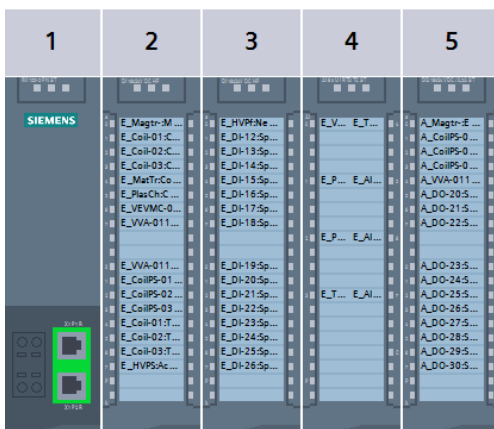 1 2 3 4 5
SIEMENS
X1 P1 R
X1 P2 R
E_Magtr-:M ...
E_Coil-01:C...
E_Coil-02:C...
E_Coil-03:C...
E_MatTr:Co ...
E_PlasCh:C ...
E_VEVMC-0...
E_VVA-011...
E_VVA-011...
E_CoilPS-01 ...
E_CoilPS-02 ...
E_CoilPS-03 ...
E_Coil-01:T...
E_Coil-02:T...
E_Coil-03:T...
E_HVPS:Ac...
E_HVPf:Ne ...
E_DI-12:Sp...
E_DI-13:Sp...
E_DI-14:Sp...
E_DI-15:Sp...
E_DI-16:Sp...
E_DI-17:Sp...
E_DI-18:Sp...
E_DI-19:Sp...
E_DI-20:Sp...
E_DI-21:Sp...
E_DI-22:Sp...
E_DI-23:Sp...
E_DI-24:Sp...
E_DI-25:Sp...
E_DI-26:Sp...
E_V... E_T...
E_P... E_AI...
E_P... E_AI...
E_T... E_AI...
A_Magtr-:E ...
A_CoilPS-0...
A_CoilPS-0...
A_CoilPS-0...
A_VVA-011...
A_DO-20:S...
A_DO-21:S...
A_DO-22:S...
A_DO-23:S...
A_DO-24:S...
A_DO-25:S...
A_DO-26:S...
A_DO-27:S...
A_DO-28:S...
A_DO-29:S...
A_DO-30:S...